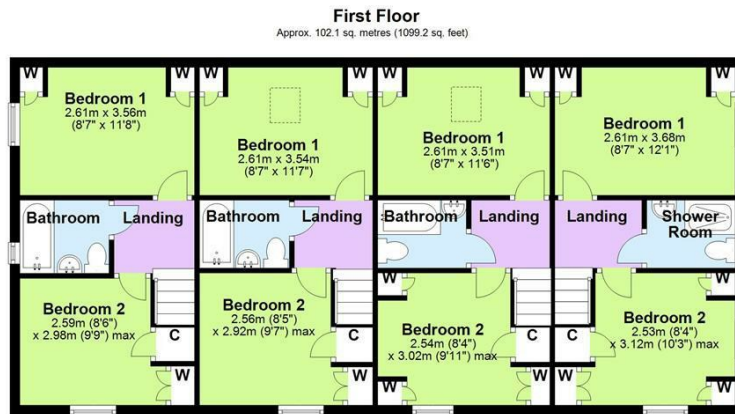 First Floor
Approx. 102.1 sq. metres (1099.2 sq. feet)
W W W W W W W W
Bedroom 1
2.61m x 3.56m
(8'7" x 11'8")
Bedroom 1
2.61m x 3.54m
(8'7" x 11'7")
Bedroom 1
2.61m x 3.51m
(8'7" x 11'6")
Bedroom 1
2.61m x 3.68m
(8'7" x 12'1")
Bathroom
Landing
Bathroom
Landing
Bathroom
Landing
Landing
Shower
Room
W W
Bedroom 2
2.59m (8'6")
x 2.98m (9'9") max
C
Bedroom 2
2.56m (8'5")
x 2.92m (9'7") max
C
Bedroom 2
2.54m (8'4")
x 3.02m (9'11") max
C
C
Bedroom 2
2.53m (8'4")
x 3.12m (10'3") max
W W W W W W